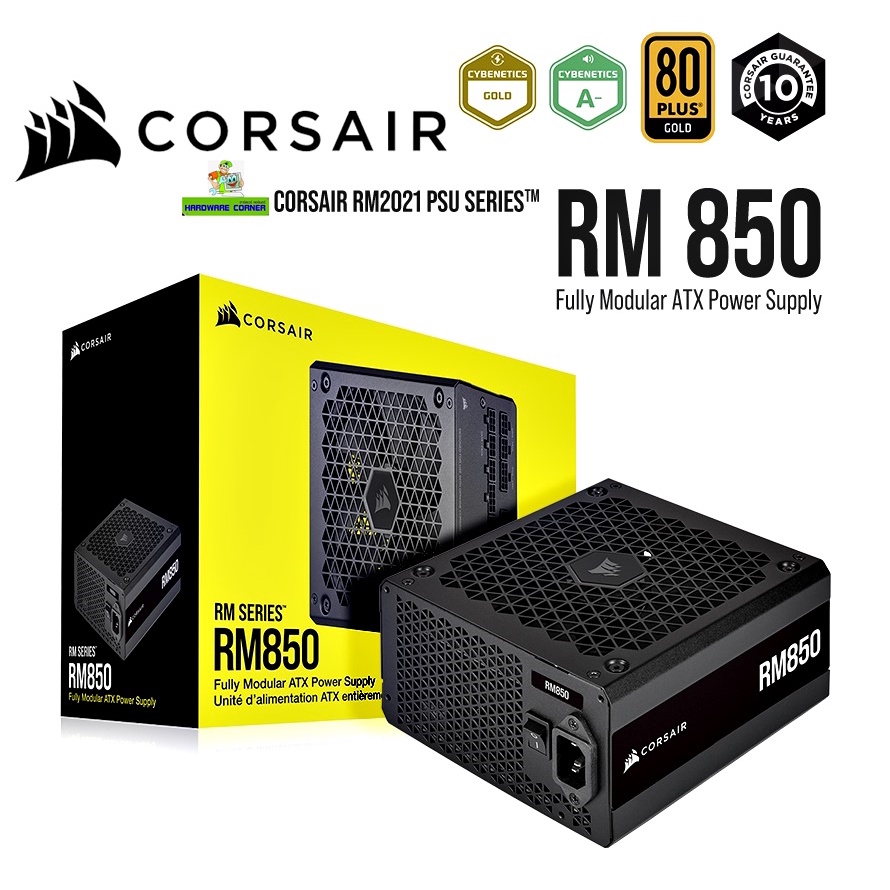 CORSAIR
CYBENETICS
GOLD
CYBENETICS
A-
80
PLUS®
GOLD
CORSAIR GUARANTEE
10
YEARS
HARDWARE CORNER
CORSAIR RM2021 PSU SERIES™
RM 850
Fully Modular ATX Power Supply
CORSAIR
RM SERIES™
RM850
Fully Modular ATX Power Supply
CORSAIR
RM SERIES™
RM850
Fully Modular ATX Power Supply
Unité d'alimentation ATX entièrem
RM850
CORSAIR
RM850
RM850
CORSAIR